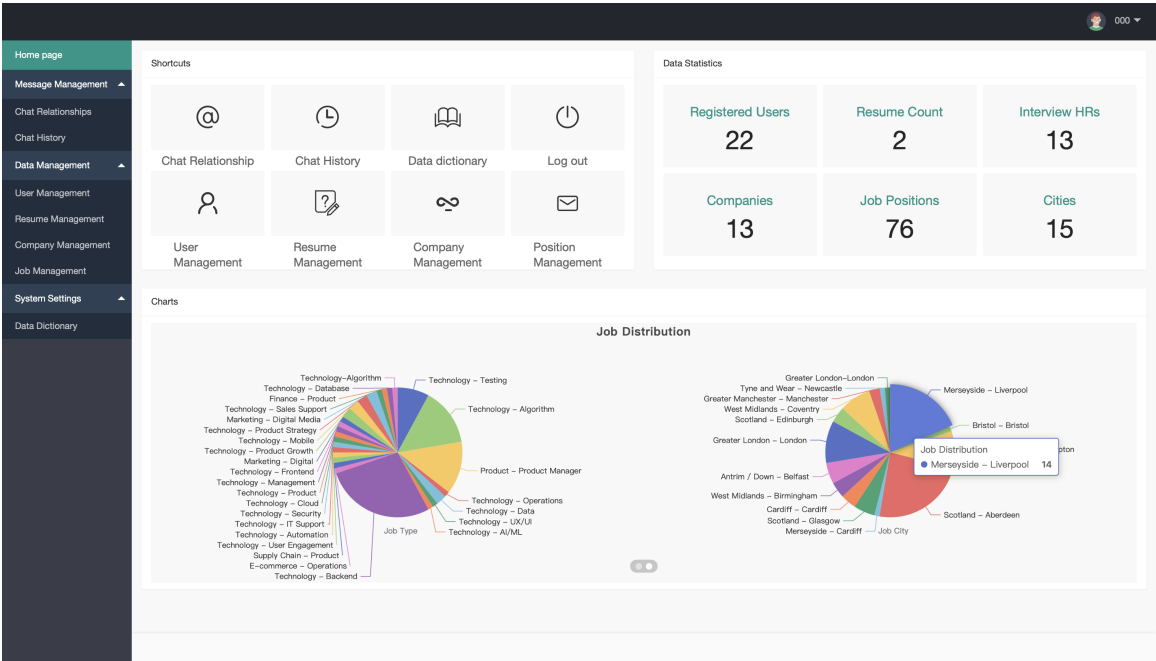 000
Home page
Message Management
Chat Relationships
Chat History
Data Management
User Management
Resume Management
Company Management
Job Management
System Settings
Data Dictionary
Shortcuts
Chat Relationship
Chat History
Data dictionary
Log out
User
Management
Resume
Management
Company
Management
Position
Management
Data Statistics
Registered Users
22
Resume Count
2
Interview HRs
13
Companies
13
Job Positions
76
Cities
15
Charts
Job Distribution
Technology-Algorithm
Technology - Database
Finance - Product
Technology - Sales Support
Marketing - Digital Media
Technology - Product Strategy
Technology - Mobile
Technology - Product Growth
Marketing - Digital
Technology - Frontend
Technology - Management
Technology - Product
Technology - Cloud
Technology - Security
Technology - IT Support
Technology - Automation
Technology - User Engagement
Supply Chain - Product
E-commerce - Operations
Technology - Backend
Technology - Testing
Technology - Algorithm
Product - Product Manager
Technology - Operations
Technology - Data
Technology - UX/UI
Technology - AI/ML
Job Type
Greater London-London
Tyne and Wear - Newcastle
Greater Manchester - Manchester
West Midlands - Coventry
Scotland - Edinburgh
Greater London - London
Antrim / Down - Belfast
West Midlands - Birmingham
Cardiff - Cardiff
Scotland - Glasgow
Merseyside - Cardiff
Merseyside - Liverpool
Bristol - Bristol
pton
Job Distribution
Merseyside - Liverpool 14
Scotland - Aberdeen
Job City